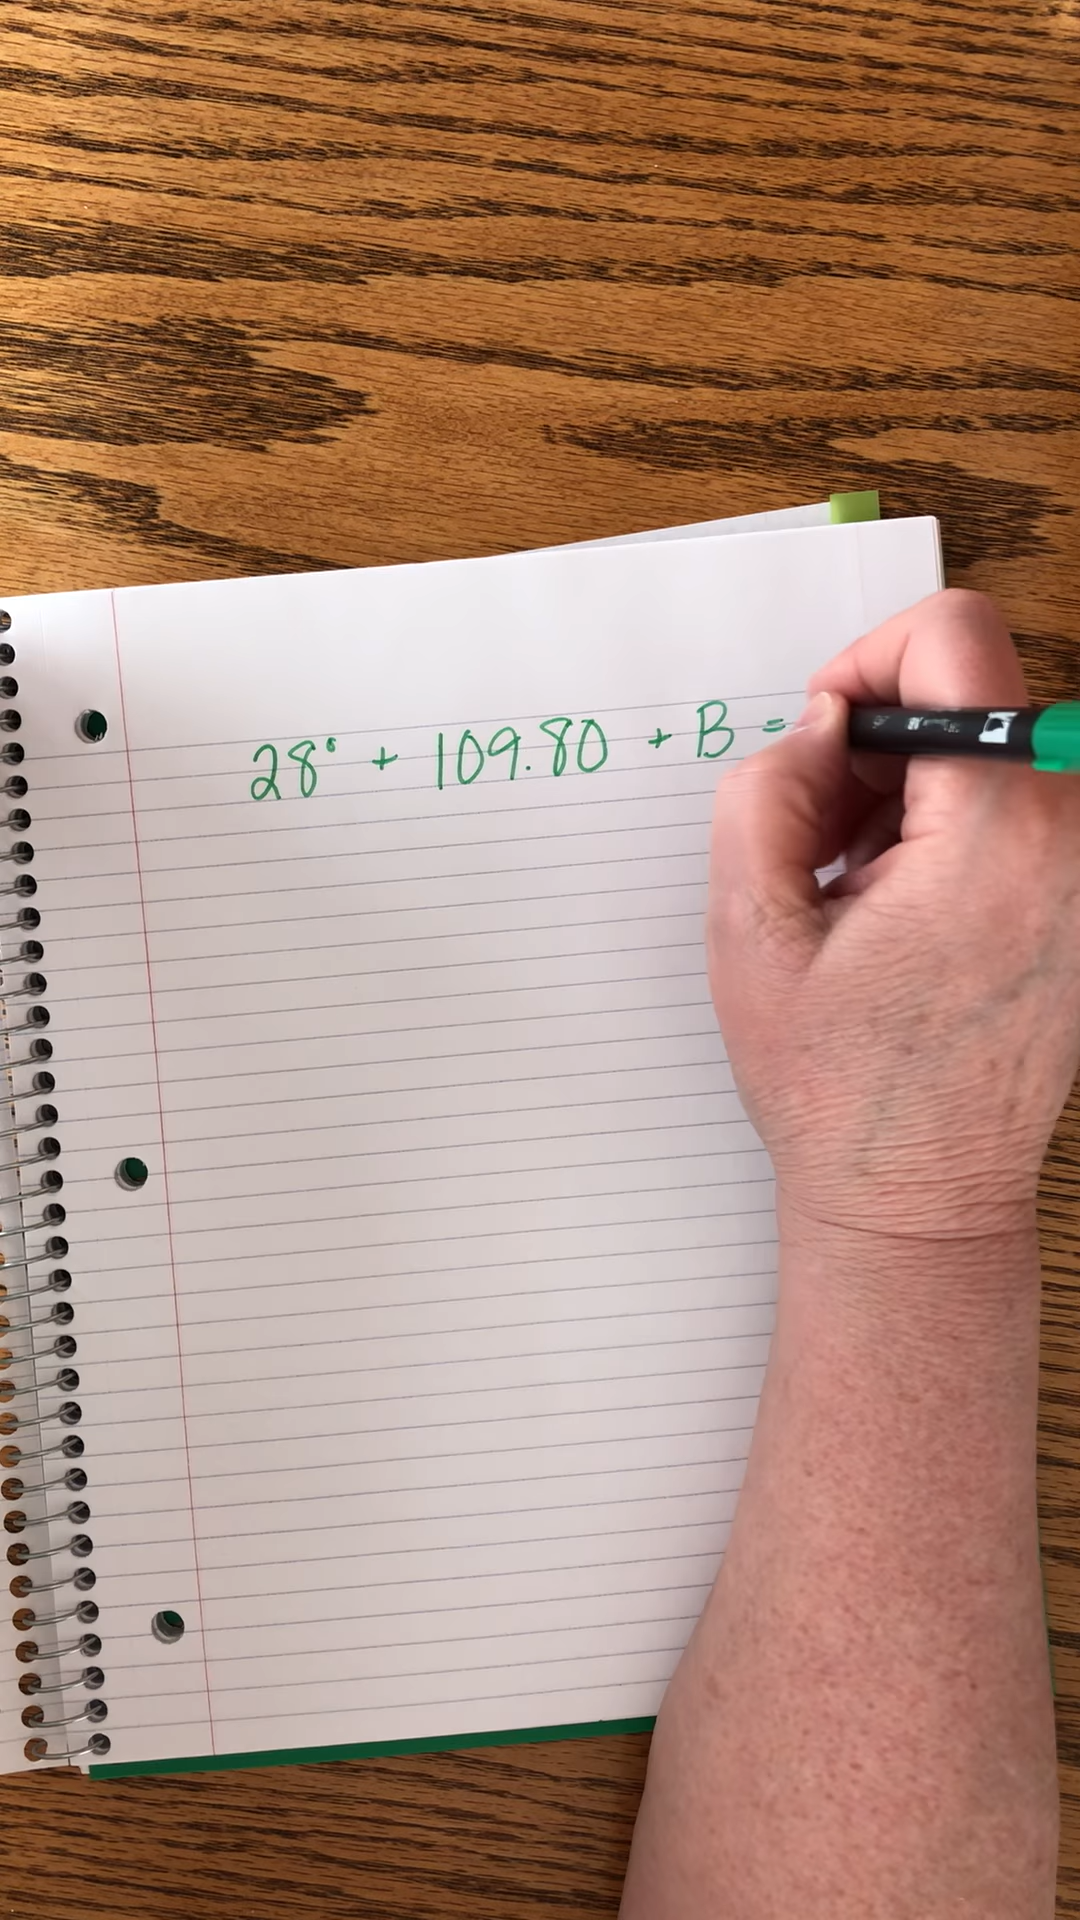 28° + 109.80 + B =